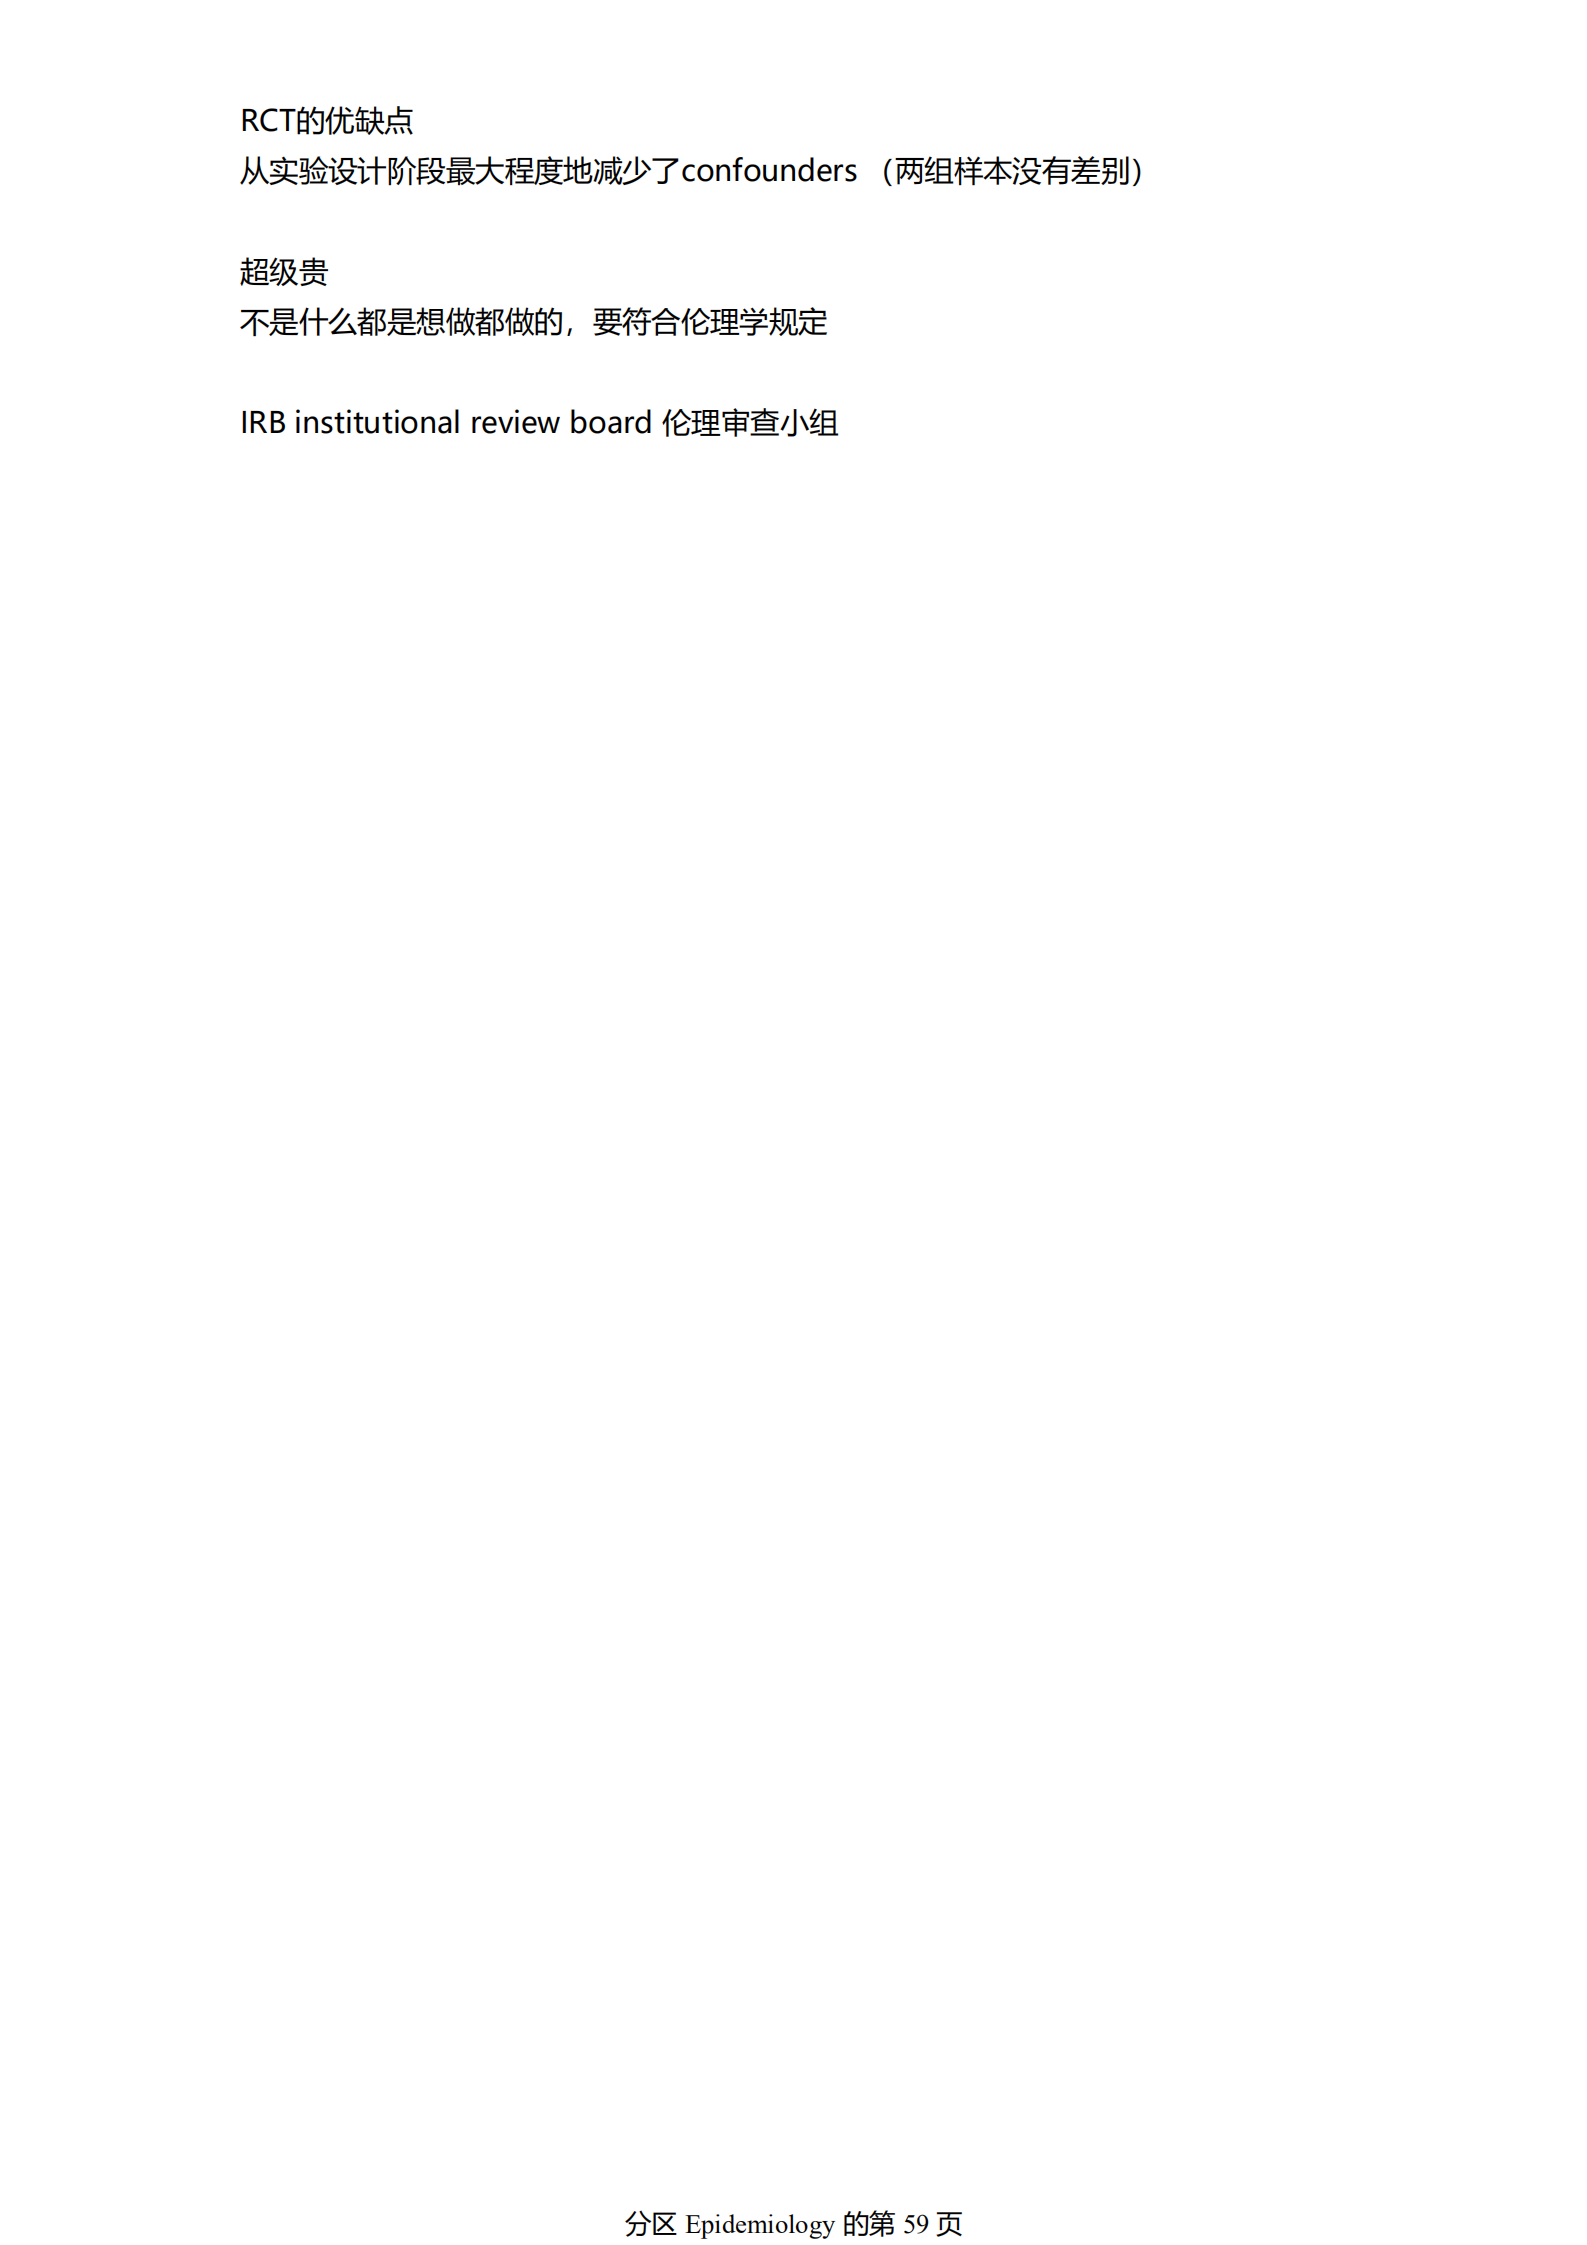 RCT的优缺点
从实验设计阶段最大程度地减少了confounders （两组样本没有差别）
超级贵
不是什么都是想做都做的，要符合伦理学规定
IRB institutional review board 伦理审查小组
分区 Epidemiology 的第 59 页